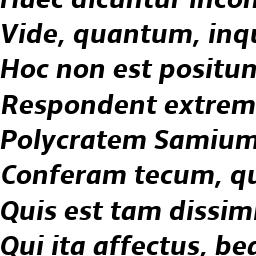 Haec dicuntur incon
Vide, quantum, inqu
Hoc non est positun
Respondent extrem
Polycratem Samium
Conferam tecum, qu
Quis est tam dissimi
Qui ita affectus, bea